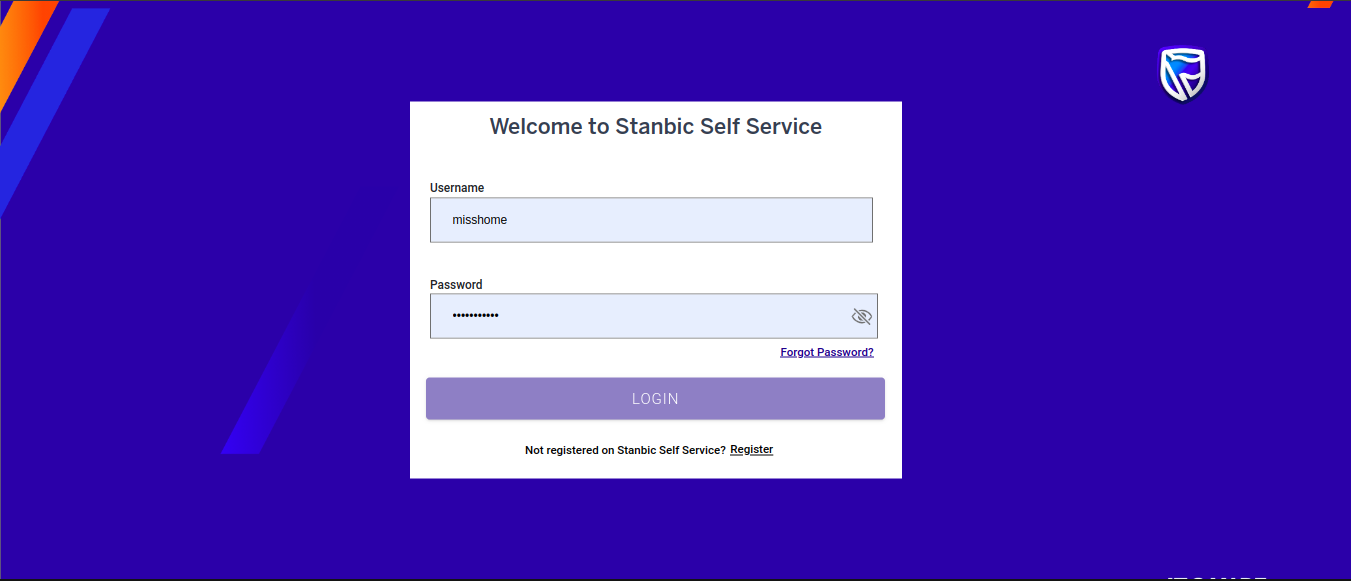 Welcome to Stanbic Self Service
Username
misshome
Password
•••••••••••
Forgot Password?
LOGIN
Not registered on Stanbic Self Service? Register